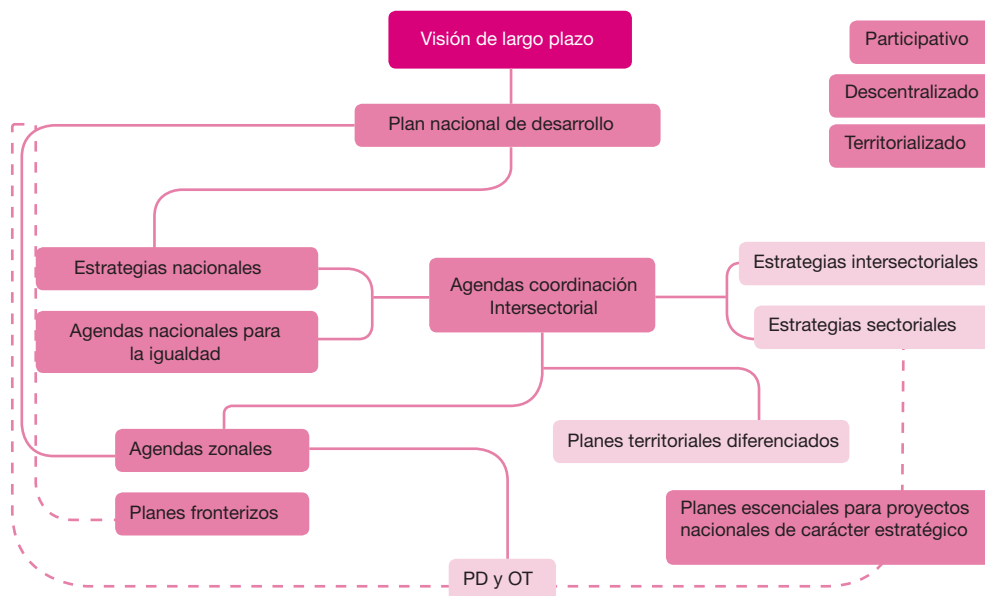 Visión de largo plazo
Participativo
Plan nacional de desarrollo
Descentralizado
Territorializado
Estrategias nacionales
Agendas nacionales para
la igualdad
Agendas coordinación
Intersectorial
Estrategias intersectoriales
Estrategias sectoriales
Agendas zonales
Planes territoriales diferenciados
Planes fronterizos
Planes escenciales para proyectos
nacionales de carácter estratégico
PD y OT